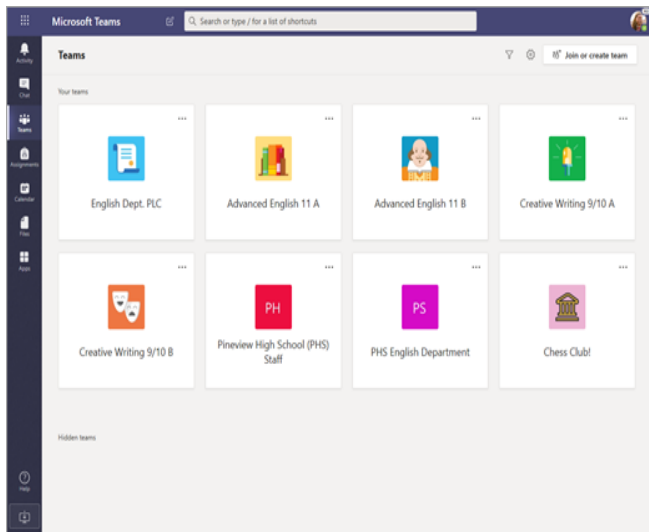 Microsoft Teams
Search or type / for a list of shortcuts
Activity
Chat
Teams
Assignments
Calendar
Files
Apps
Help
Teams
Join or create team
Your teams
English Dept. PLC
Advanced English 11 A
Advanced English 11 B
Creative Writing 9/10 A
Creative Writing 9/10 B
PH
Pineview High School (PHS)
Staff
PS
PHS English Department
Chess Club!
Hidden teams